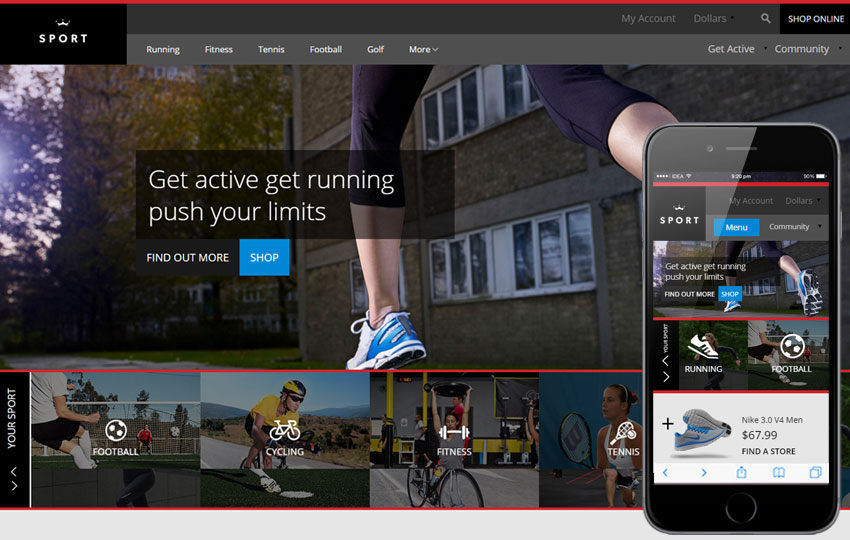 My Account
Dollars
SHOP ONLINE
SPORT
Running
Fitness
Tennis
Football
Golf
More
Get Active
Community
Get active get running
push your limits
FIND OUT MORE
SHOP
YOUR SPORT
FOOTBALL
CYCLING
FITNESS
TENNIS
IDEA
9:20 pm
90%
My Account
Dollars
SPORT
Menu
Community
Get active get running
push your limits
FIND OUT MORE
SHOP
YOUR SPORT
RUNNING
FOOTBALL
Nike 3.0 V4 Men
$67.99
FIND A STORE